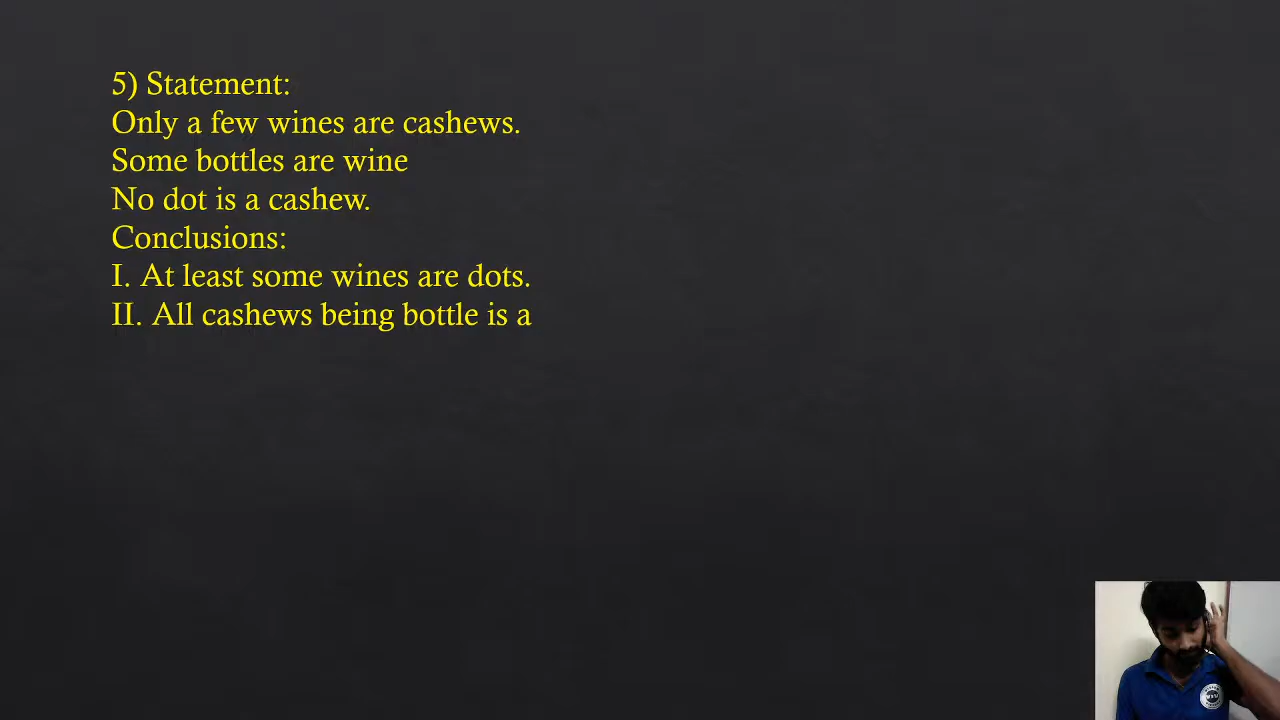 5) Statement:
Only a few wines are cashews.
Some bottles are wine
No dot is a cashew.
Conclusions:
I. At least some wines are dots.
II. All cashews being bottle is a